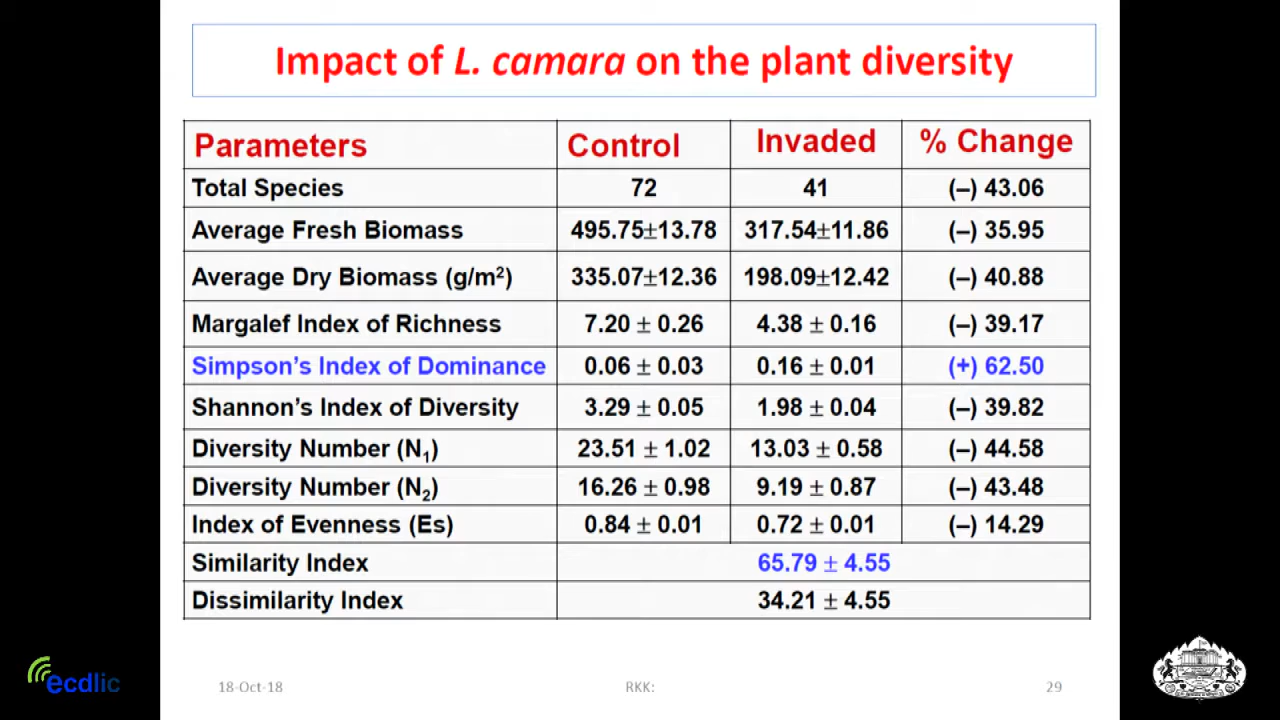 Impact of L. camara on the plant diversity
Parameters Control Invaded % Change
Total Species 72 41 (–) 43.06
Average Fresh Biomass 495.75±13.78 317.54±11.86 (–) 35.95
Average Dry Biomass (g/m²) 335.07±12.36 198.09±12.42 (–) 40.88
Margalef Index of Richness 7.20 ± 0.26 4.38 ± 0.16 (–) 39.17
Simpson's Index of Dominance 0.06 ± 0.03 0.16 ± 0.01 (+) 62.50
Shannon's Index of Diversity 3.29 ± 0.05 1.98 ± 0.04 (–) 39.82
Diversity Number (N₁) 23.51 ± 1.02 13.03 ± 0.58 (–) 44.58
Diversity Number (N₂) 16.26 ± 0.98 9.19 ± 0.87 (–) 43.48
Index of Evenness (Es) 0.84 ± 0.01 0.72 ± 0.01 (–) 14.29
Similarity Index 65.79 ± 4.55
Dissimilarity Index 34.21 ± 4.55
ecdlic 18-Oct-18 RKK: 29